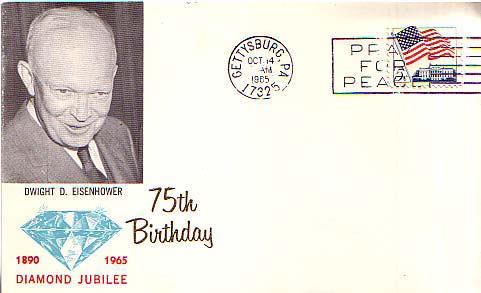 GETTYSBURG, PA
OCT 14
AM
1965
17325
PRAY
FOR
PEACE
DWIGHT D. EISENHOWER
75th
Birthday
1890 1965
DIAMOND JUBILEE